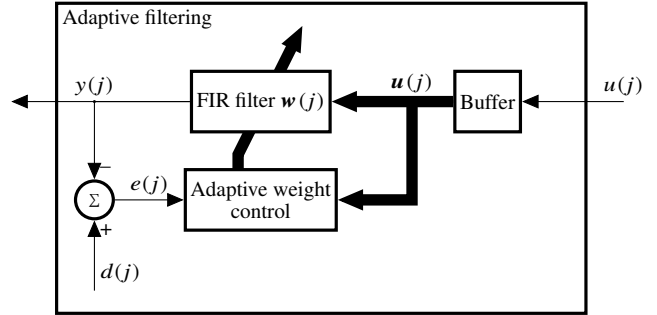 Adaptive filtering
y(j)
FIR filter w(j)
u(j)
Buffer
u(j)
−
Σ
e(j)
Adaptive weight
control
+
d(j)